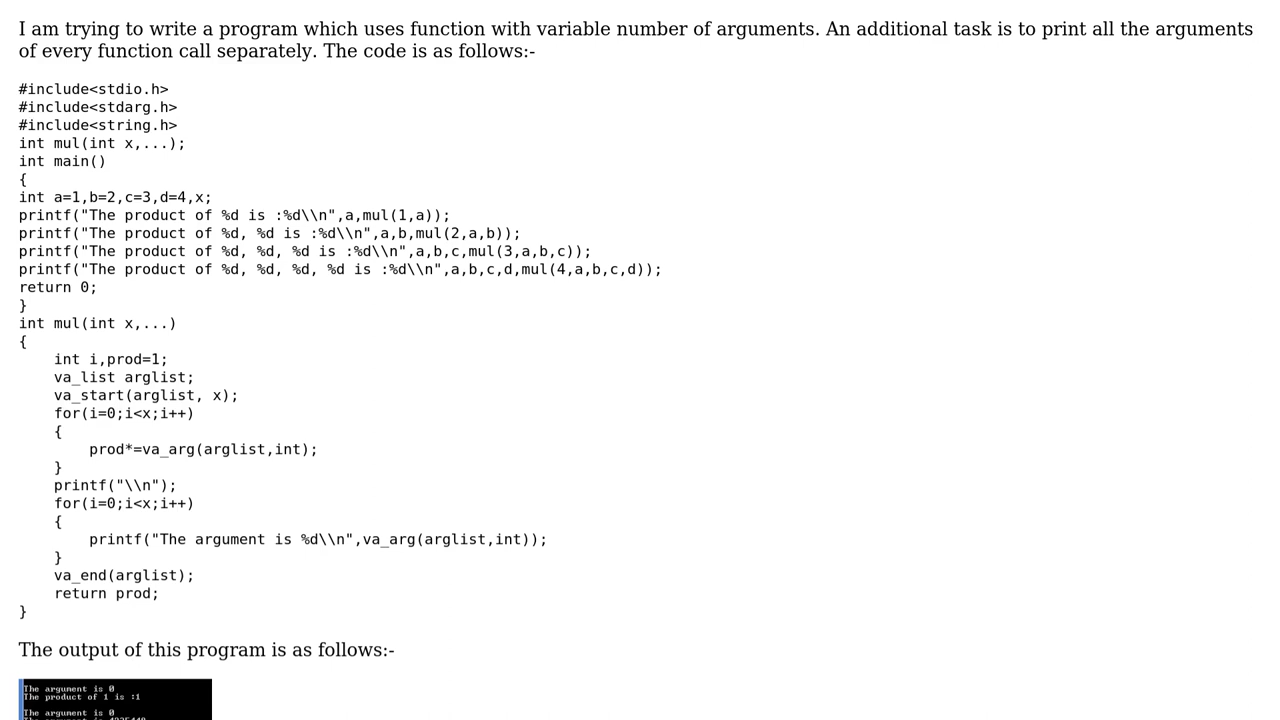 I am trying to write a program which uses function with variable number of arguments. An additional task is to print all the arguments
of every function call separately. The code is as follows:-
#include<stdio.h>
#include<stdarg.h>
#include<string.h>
int mul(int x,...);
int main()
{
int a=1,b=2,c=3,d=4,x;
printf("The product of %d is :%d\\n",a,mul(1,a));
printf("The product of %d, %d is :%d\\n",a,b,mul(2,a,b));
printf("The product of %d, %d, %d is :%d\\n",a,b,c,mul(3,a,b,c));
printf("The product of %d, %d, %d, %d is :%d\\n",a,b,c,d,mul(4,a,b,c,d));
return 0;
}
int mul(int x,...)
{
    int i,prod=1;
    va_list arglist;
    va_start(arglist, x);
    for(i=0;i<x;i++)
    {
        prod*=va_arg(arglist,int);
    }
    printf("\\n");
    for(i=0;i<x;i++)
    {
        printf("The argument is %d\\n",va_arg(arglist,int));
    }
    va_end(arglist);
    return prod;
}
The output of this program is as follows:-
The argument is 0
The product of 1 is :1
The argument is 0
The argument is